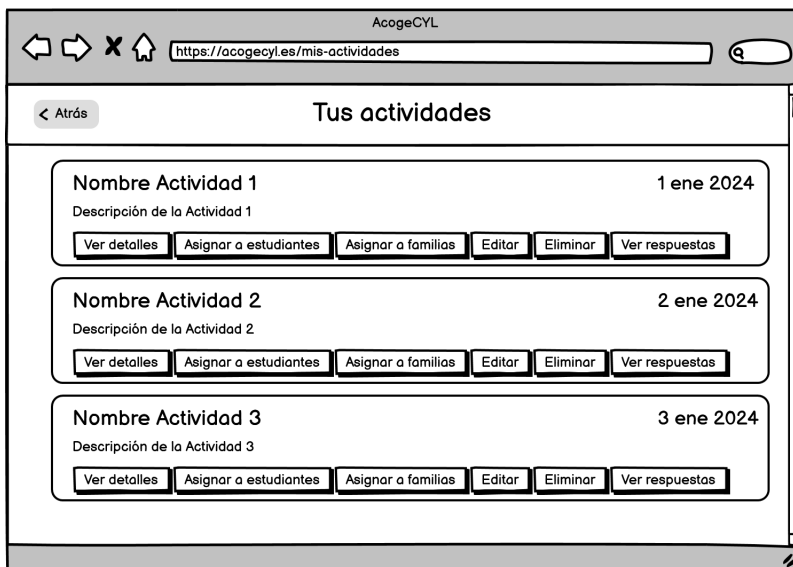 AcogeCYL
https://acogecyl.es/mis-actividades
Atrás
Tus actividades
Nombre Actividad 1
1 ene 2024
Descripción de la Actividad 1
Ver detalles Asignar a estudiantes Asignar a familias Editar Eliminar Ver respuestas
Nombre Actividad 2
2 ene 2024
Descripción de la Actividad 2
Ver detalles Asignar a estudiantes Asignar a familias Editar Eliminar Ver respuestas
Nombre Actividad 3
3 ene 2024
Descripción de la Actividad 3
Ver detalles Asignar a estudiantes Asignar a familias Editar Eliminar Ver respuestas